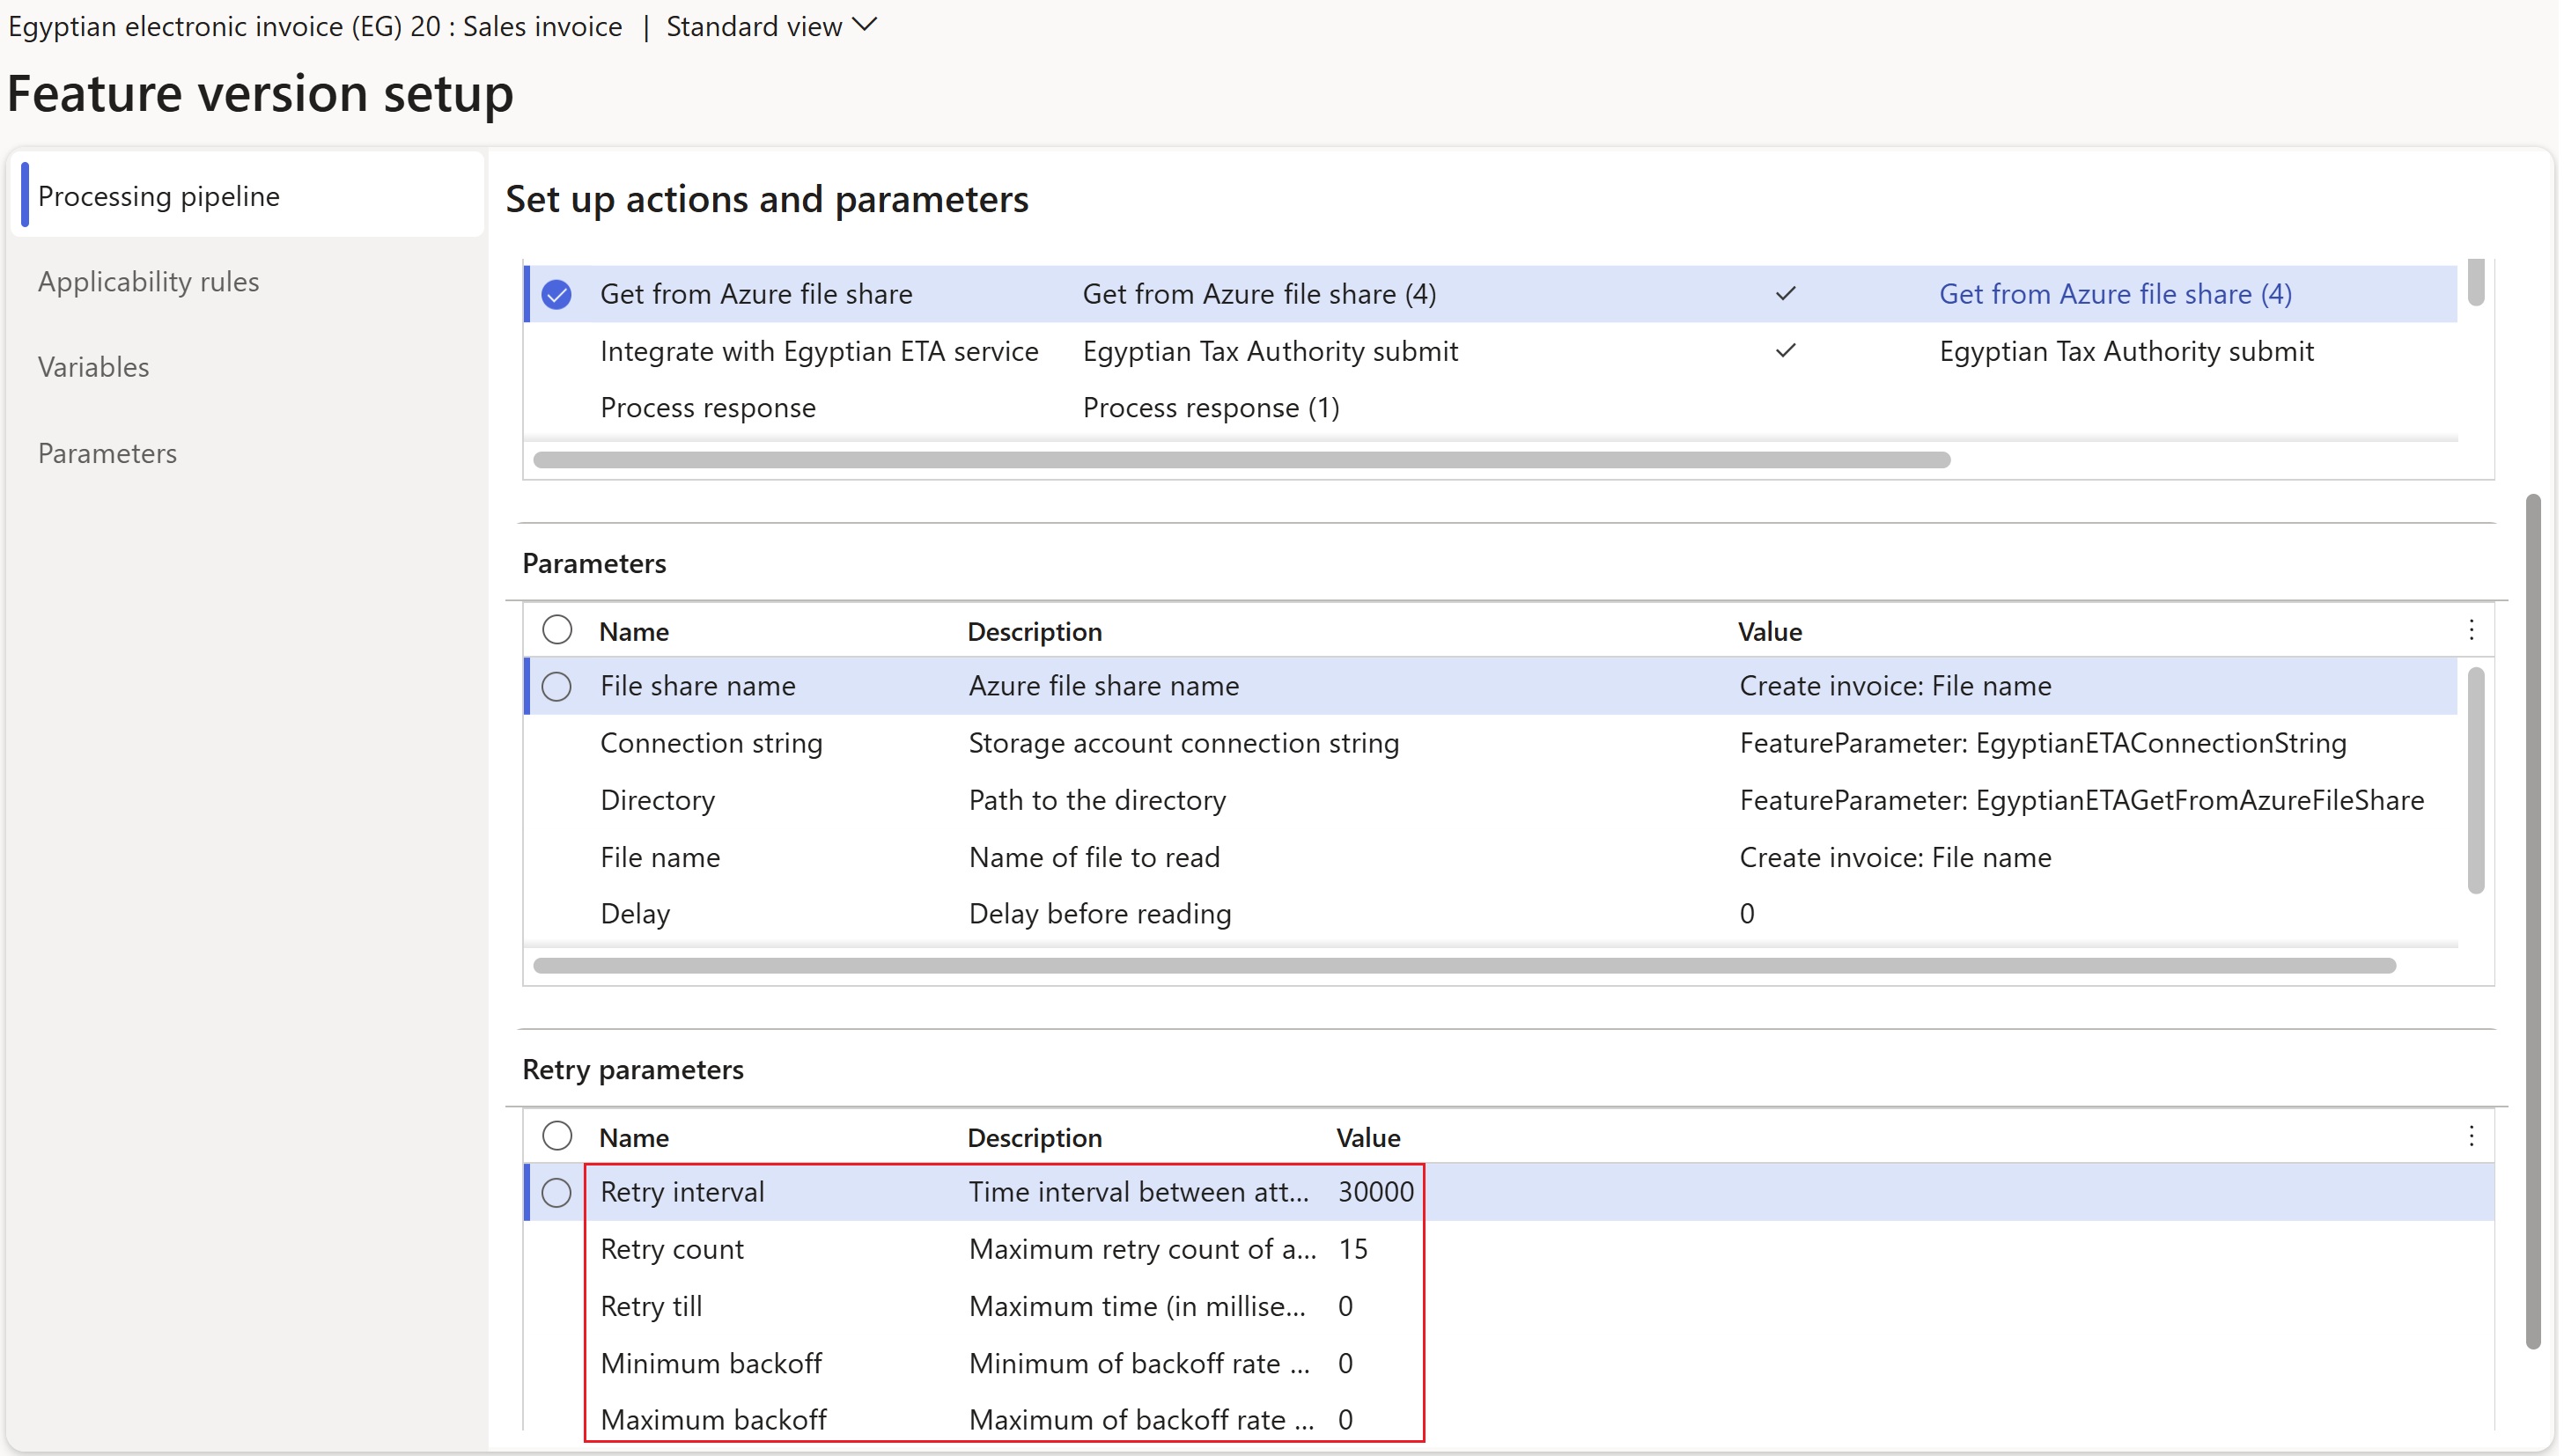 Egyptian electronic invoice (EG) 20 : Sales invoice | Standard view
Feature version setup
Processing pipeline
Applicability rules
Variables
Parameters
Set up actions and parameters
Get from Azure file share Get from Azure file share (4) Get from Azure file share (4)
Integrate with Egyptian ETA service Egyptian Tax Authority submit Egyptian Tax Authority submit
Process response Process response (1)
Parameters
Name Description Value
File share name Azure file share name Create invoice: File name
Connection string Storage account connection string FeatureParameter: EgyptianETAConnectionString
Directory Path to the directory FeatureParameter: EgyptianETAGetFromAzureFileShare
File name Name of file to read Create invoice: File name
Delay Delay before reading 0
Retry parameters
Name Description Value
Retry interval Time interval between att... 30000
Retry count Maximum retry count of a... 15
Retry till Maximum time (in millise... 0
Minimum backoff Minimum of backoff rate ... 0
Maximum backoff Maximum of backoff rate ... 0